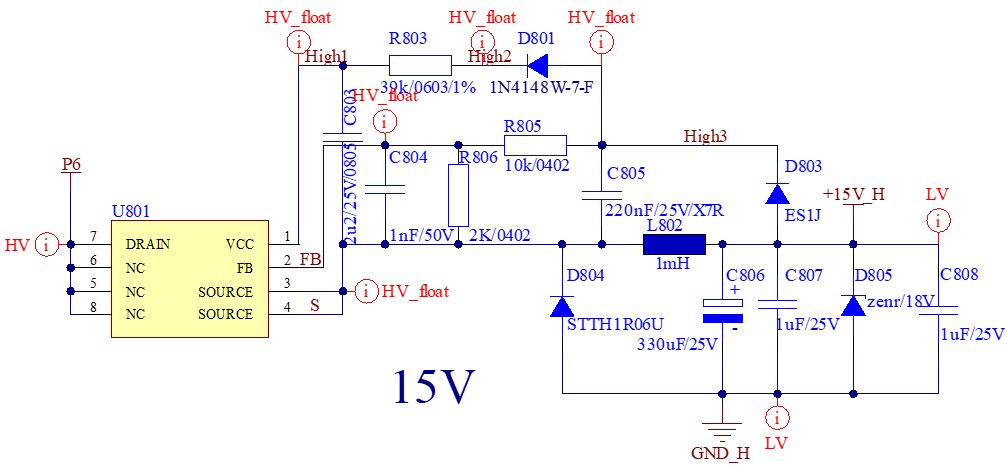 HV_float
HV_float
HV_float
R803
D801
High1
High2
39k/0603/1%
1N4148W-7-F
HV_float
C803
2u2/25V/0805
R805
High3
C804
R806
10k/0402
C805
D803
P6
+15V_H
LV
U801
220nF/25V/X7R
ES1J
L802
1nF/50V
2K/0402
HV
7
DRAIN
VCC
1
6
NC
FB
2
FB
1mH
5
NC
SOURCE
3
HV_float
8
NC
SOURCE
4
S
D804
C806
C807
D805
C808
+
zenr/18V
STTH1R06U
-
1uF/25V
1uF/25V
330uF/25V
15V
GND_H
LV